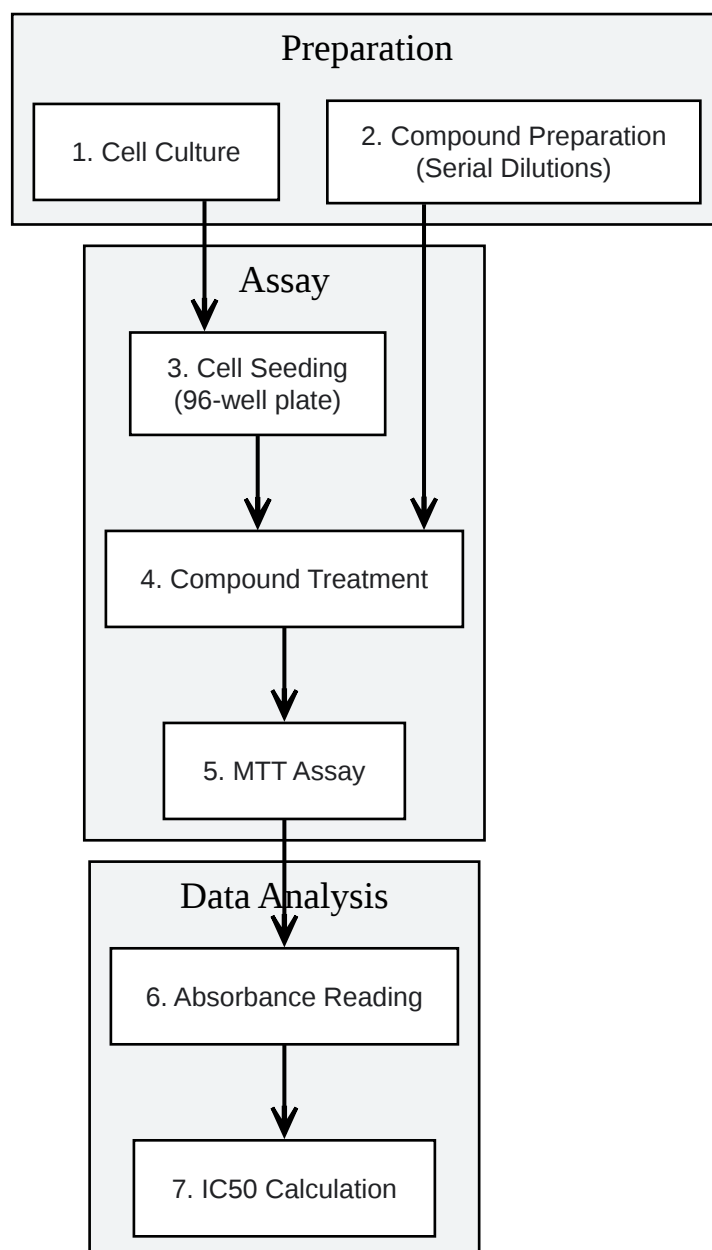 Preparation
1. Cell Culture
2. Compound Preparation
(Serial Dilutions)
Assay
3. Cell Seeding
(96-well plate)
4. Compound Treatment
5. MTT Assay
Data Analysis
6. Absorbance Reading
7. IC50 Calculation